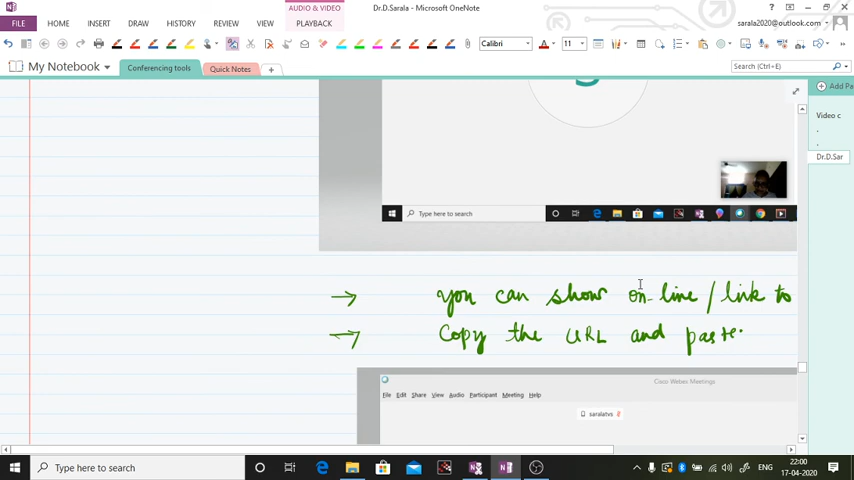 AUDIO & VIDEO
Dr.D.Sarala - Microsoft OneNote
FILE HOME INSERT DRAW HISTORY REVIEW VIEW PLAYBACK
sarala2020@outlook.com
Calibri 11
My Notebook Conferencing tools Quick Notes + Search (Ctrl+E)
Add Pa
Video c
Dr.D.Sar
Type here to search
→ you can show on-line / link to
→ Copy the URL and paste.
Cisco Webex Meetings
File Edit Share View Audio Participant Meeting Help
saralatvs
Type here to search
ENG
22:00
17-04-2020